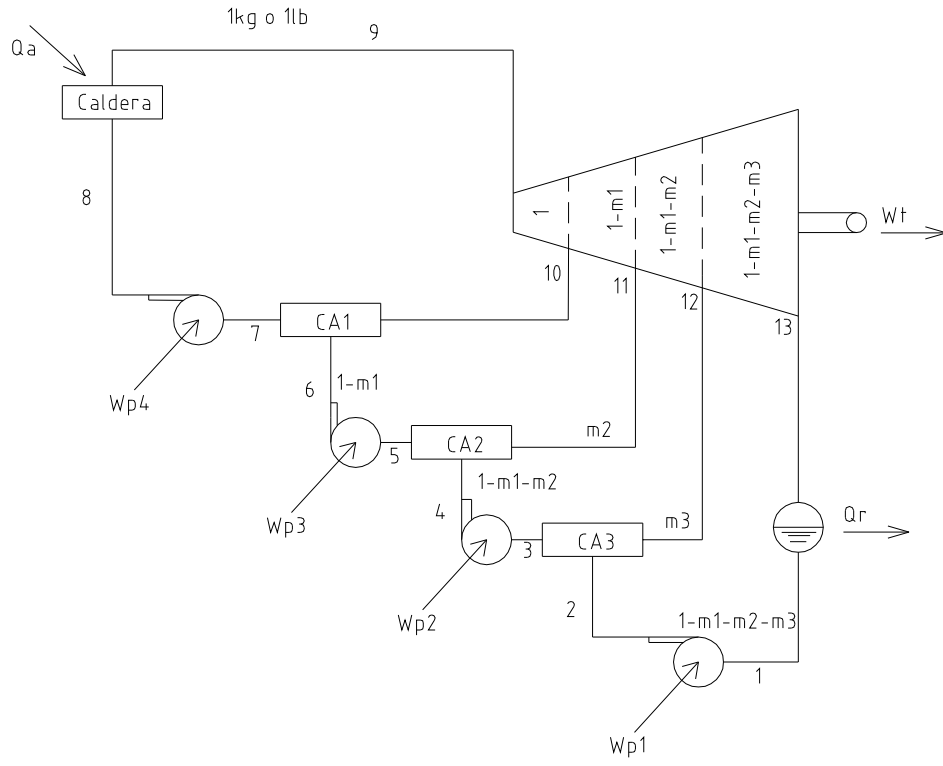 1kg o 1lb
9
Qa
Caldera
8
1
1-m1
1-m1-m2
1-m1-m2-m3
Wt
10
11
12
13
7
CA1
6
1-m1
Wp4
m2
5
CA2
1-m1-m2
4
Wp3
m3
Qr
3
CA3
2
1-m1-m2-m3
Wp2
1
Wp1